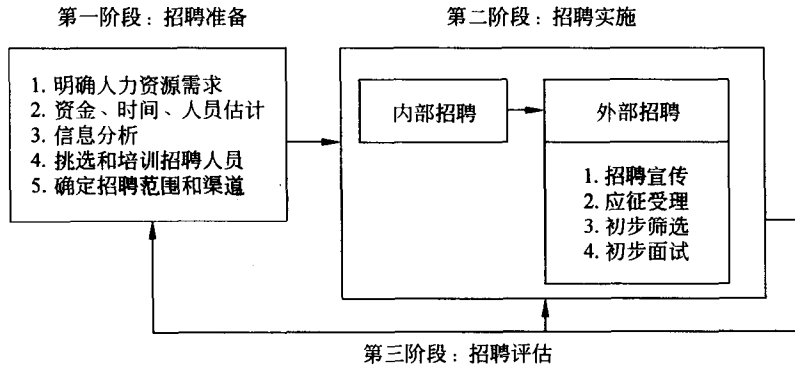 第一阶段：招聘准备
1. 明确人力资源需求
2. 资金、时间、人员估计
3. 信息分析
4. 挑选和培训招聘人员
5. 确定招聘范围和渠道
第二阶段：招聘实施
内部招聘
外部招聘
1. 招聘宣传
2. 应征受理
3. 初步筛选
4. 初步面试
第三阶段：招聘评估